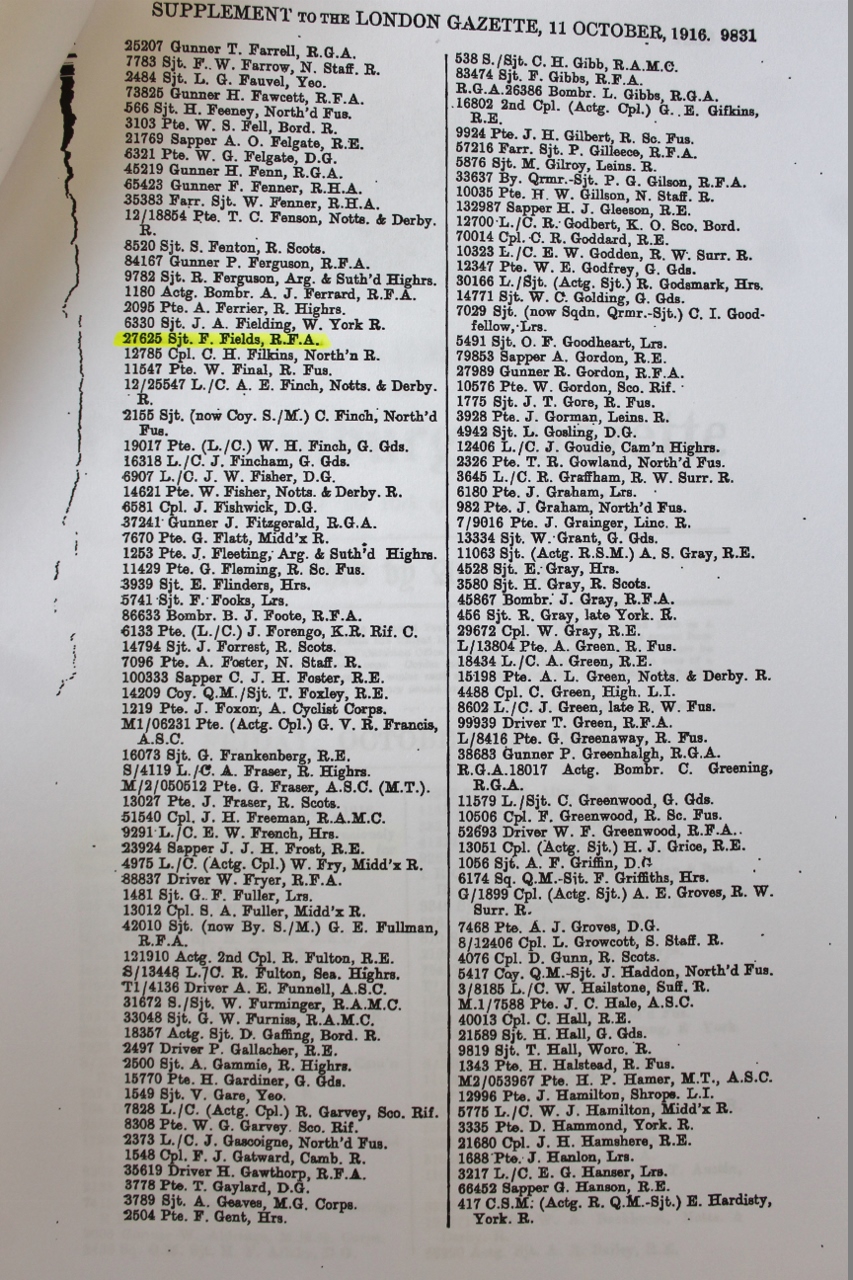 SUPPLEMENT TO THE LONDON GAZETTE, 11 OCTOBER, 1916. 9831
25207 Gunner T. Farrell, R.G.A.
7783 Sjt. F. W. Farrow, N. Staff. R.
2484 Sjt. L. G. Fauvel, Yeo.
73825 Gunner H. Fawcett, R.F.A.
566 Sjt. H. Feeney, North'd Fus.
3103 Pte. W. S. Fell, Bord. R.
21769 Sapper A. O. Felgate, R.E.
6321 Pte. W. G. Felgate, D.G.
45219 Gunner H. Fenn, R.G.A.
65423 Gunner F. Fenner, R.H.A.
35383 Farr. Sjt. W. Fenner, R.H.A.
12/18854 Pte. T. C. Fenson, Notts. & Derby.
R.
8520 Sjt. S. Fenton, R. Scots.
84167 Gunner P. Ferguson, R.F.A.
9782 Sjt. R. Ferguson, Arg. & Suth'd Highrs.
1180 Actg. Bombr. A. J. Ferrard, R.F.A.
2095 Pte. A. Ferrier, R. Highrs.
6330 Sjt. J. A. Fielding, W. York R.
27625 Sjt. F. Fields, R.F.A.
12785 Cpl. C. H. Filkins, North'n R.
11547 Pte. W. Final, R. Fus.
12/25547 L./C. A. E. Finch, Notts. & Derby.
R.
2155 Sjt. (now Coy. S./M.) C. Finch, North'd
Fus.
19017 Pte. (L./C.) W. H. Finch, G. Gds.
16318 L./C. J. Fincham, G. Gds.
6907 L./C. J. W. Fisher, D.G.
14621 Pte. W. Fisher, Notts. & Derby. R.
6581 Cpl. J. Fishwick, D.G.
37241 Gunner J. Fitzgerald, R.G.A.
7670 Pte. G. Flatt, Midd'x R.
1253 Pte. J. Fleeting, Arg. & Suth'd Highrs.
11429 Pte. G. Fleming, R. Sc. Fus.
3939 Sjt. E. Flinders, Hrs.
5741 Sjt. F. Fooks, Lrs.
86633 Bombr. B. J. Foote, R.F.A.
6133 Pte. (L./C.) J. Forengo, K.R. Rif. C.
14794 Sjt. J. Forrest, R. Scots.
7096 Pte. A. Foster, N. Staff. R.
100333 Sapper C. J. H. Foster, R.E.
14209 Coy. Q.M./Sjt. T. Foxley, R.E.
1219 Pte. J. Foxon, A. Cyclist Corps.
M1/06231 Pte. (Actg. Cpl.) G. V. R. Francis,
A.S.C.
16073 Sjt. G. Frankenberg, R.E.
S/4119 L./C. A. Fraser, R. Highrs.
M/2/050512 Pte. G. Fraser, A.S.C. (M.T.).
13027 Pte. J. Fraser, R. Scots.
51540 Cpl. J. H. Freeman, R.A.M.C.
9291 L./C. E. W. French, Hrs.
23924 Sapper J. J. H. Frost, R.E.
4975 L./C. (Actg. Cpl.) W. Fry, Midd'x R.
88837 Driver W. Fryer, R.F.A.
1481 Sjt. G. F. Fuller, Lrs.
13012 Cpl. S. A. Fuller, Midd'x R.
42010 Sjt. (now By. S./M.) G. E. Fullman,
R.F.A.
121910 Actg. 2nd Cpl. R. Fulton, R.E.
S/13448 L./C. R. Fulton, Sea. Highrs.
T1/4136 Driver A. E. Funnell, A.S.C.
31672 S./Sjt. W. Furminger, R.A.M.C.
33048 Sjt. G. W. Furniss, R.A.M.C.
18357 Actg. Sjt. D. Gaffing, Bord. R.
2497 Driver P. Gallacher, R.E.
2500 Sjt. A. Gammie, R. Highrs.
15770 Pte. H. Gardiner, G. Gds.
1549 Sjt. V. Gare, Yeo.
7828 L./C. (Actg. Cpl.) R. Garvey, Sco. Rif.
8308 Pte. W. G. Garvey. Sco. Rif.
2373 L./C. J. Gascoigne, North'd Fus.
1548 Cpl. F. J. Gatward, Camb. R.
35619 Driver H. Gawthorp, R.F.A.
3778 Pte. T. Gaylard, D.G.
3789 Sjt. A. Geaves, M.G. Corps.
2504 Pte. F. Gent, Hrs.
538 S./Sjt. C. H. Gibb, R.A.M.C.
83474 Sjt. F. Gibbs, R.F.A.
R.G.A.26386 Bombr. L. Gibbs, R.G.A.
16802 2nd Cpl. (Actg. Cpl.) G. E. Gifkins,
R.E.
9924 Pte. J. H. Gilbert, R. Sc. Fus.
57216 Farr. Sjt. P. Gilleece, R.F.A.
5876 Sjt. M. Gilroy, Leins. R.
33637 By. Qrmr.-Sjt. P. G. Gilson, R.F.A.
10035 Pte. H. W. Gillson, N. Staff. R.
132987 Sapper H. J. Gleeson, R.E.
12700 L./C. R. Godbert, K. O. Sco. Bord.
70014 Cpl. C. R. Goddard, R.E.
10323 L./C. E. W. Godden, R. W. Surr. R.
12347 Pte. W. E. Godfrey, G. Gds.
30166 L./Sjt. (Actg. Sjt.) R. Godsmark, Hrs.
14771 Sjt. W. C. Golding, G. Gds.
7029 Sjt. (now Sqdn. Qrmr.-Sjt.) C. I. Good-
fellow, Lrs.
5491 Sjt. O. F. Goodheart, Lrs.
79853 Sapper A. Gordon, R.E.
27989 Gunner R. Gordon, R.F.A.
10576 Pte. W. Gordon, Sco. Rif.
1775 Sjt. J. T. Gore, R. Fus.
3928 Pte. J. Gorman, Leins. R.
4942 Sjt. L. Gosling, D.G.
12406 L./C. J. Goudie, Cam'n Highrs.
2326 Pte. T. R. Gowland, North'd Fus.
3645 L./C. R. Graffham, R. W. Surr. R.
6180 Pte. J. Graham, Lrs.
982 Pte. J. Graham, North'd Fus.
7/9016 Pte. J. Grainger, Linc. R.
13334 Sjt. W. Grant, G. Gds.
11063 Sjt. (Actg. R.S.M.) A. S. Gray, R.E.
4528 Sjt. E. Gray, Hrs.
3580 Sjt. H. Gray, R. Scots.
45867 Bombr. J. Gray, R.F.A.
456 Sjt. R. Gray, late York. R.
29672 Cpl. W. Gray, R.E.
L/13804 Pte. A. Green. R. Fus.
18434 L./C. A. Green, R.E.
15198 Pte. A. L. Green, Notts. & Derby. R.
4488 Cpl. C. Green, High. L.I.
8602 L./C. J. Green, late R. W. Fus.
99939 Driver T. Green, R.F.A.
L/8416 Pte. G. Greenaway, R. Fus.
38683 Gunner P. Greenhalgh, R.G.A.
R.G.A.18017 Actg. Bombr. C. Greening,
R.G.A.
11579 L./Sjt. C. Greenwood, G. Gds.
10506 Cpl. F. Greenwood, R. Sc. Fus.
52693 Driver W. F. Greenwood, R.F.A.
13051 Cpl. (Actg. Sjt.) H. J. Grice, R.E.
1056 Sjt. A. F. Griffin, D.G
6174 Sq. Q.M.-Sjt. F. Griffiths, Hrs.
G/1899 Cpl. (Actg. Sjt.) A. E. Groves, R. W.
Surr. R.
7468 Pte. A. J. Groves, D.G.
8/12406 Cpl. L. Growcott, S. Staff. R.
4076 Cpl. D. Gunn, R. Scots.
5417 Coy. Q.M.-Sjt. J. Haddon, North'd Fus.
3/8185 L./C. W. Hailstone, Suff. R.
M.1/7588 Pte. J. C. Hale, A.S.C.
40013 Cpl. C. Hall, R.E.
21589 Sjt. H. Hall, G. Gds.
9819 Sjt. T. Hall, Worc. R.
1343 Pte. H. Halstead, R. Fus.
M2/053967 Pte. H. P. Hamer, M.T., A.S.C.
12996 Pte. J. Hamilton, Shrops. L.I.
5775 L./C. W. J. Hamilton, Midd'x R.
3335 Pte. D. Hammond, York. R.
21680 Cpl. J. H. Hamshere, R.E.
1688 Pte. J. Hanlon, Lrs.
3217 L./C. E. G. Hanser, Lrs.
66452 Sapper G. Hanson, R.E.
417 C.S.M. (Actg. R. Q.M.-Sjt.) E. Hardisty,
York. R.